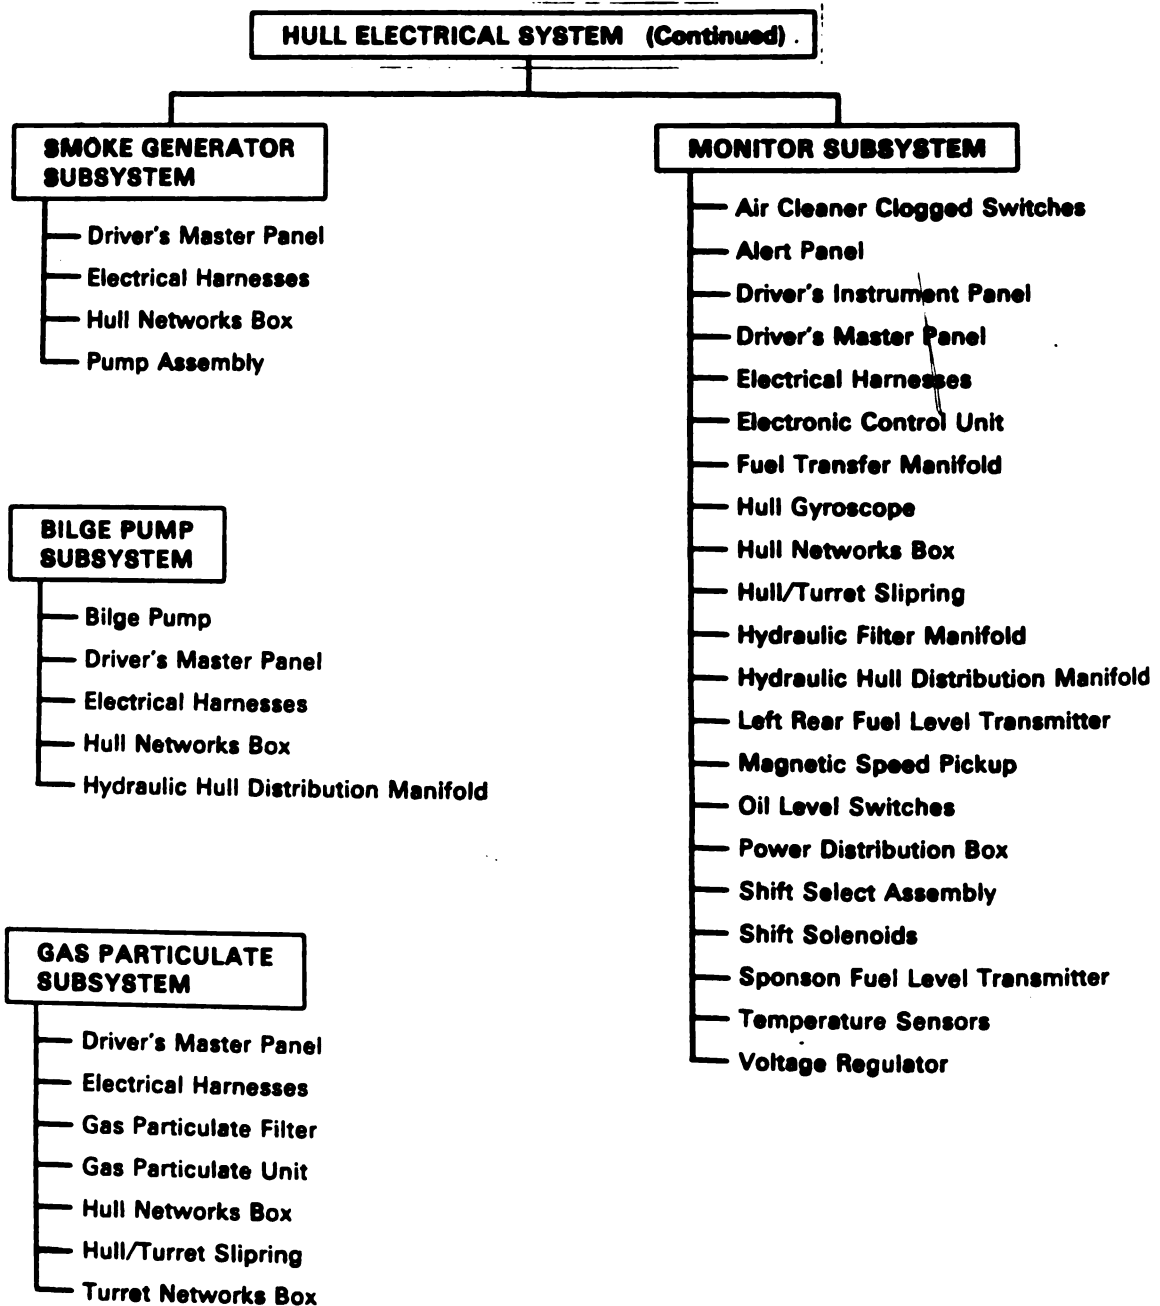 HULL ELECTRICAL SYSTEM (Continued)
SMOKE GENERATOR
SUBSYSTEM
Driver's Master Panel
Electrical Harnesses
Hull Networks Box
Pump Assembly
BILGE PUMP
SUBSYSTEM
Bilge Pump
Driver's Master Panel
Electrical Harnesses
Hull Networks Box
Hydraulic Hull Distribution Manifold
GAS PARTICULATE
SUBSYSTEM
Driver's Master Panel
Electrical Harnesses
Gas Particulate Filter
Gas Particulate Unit
Hull Networks Box
Hull/Turret Slipring
Turret Networks Box
MONITOR SUBSYSTEM
Air Cleaner Clogged Switches
Alert Panel
Driver's Instrument Panel
Driver's Master Panel
Electrical Harnesses
Electronic Control Unit
Fuel Transfer Manifold
Hull Gyroscope
Hull Networks Box
Hull/Turret Slipring
Hydraulic Filter Manifold
Hydraulic Hull Distribution Manifold
Left Rear Fuel Level Transmitter
Magnetic Speed Pickup
Oil Level Switches
Power Distribution Box
Shift Select Assembly
Shift Solenoids
Sponson Fuel Level Transmitter
Temperature Sensors
Voltage Regulator